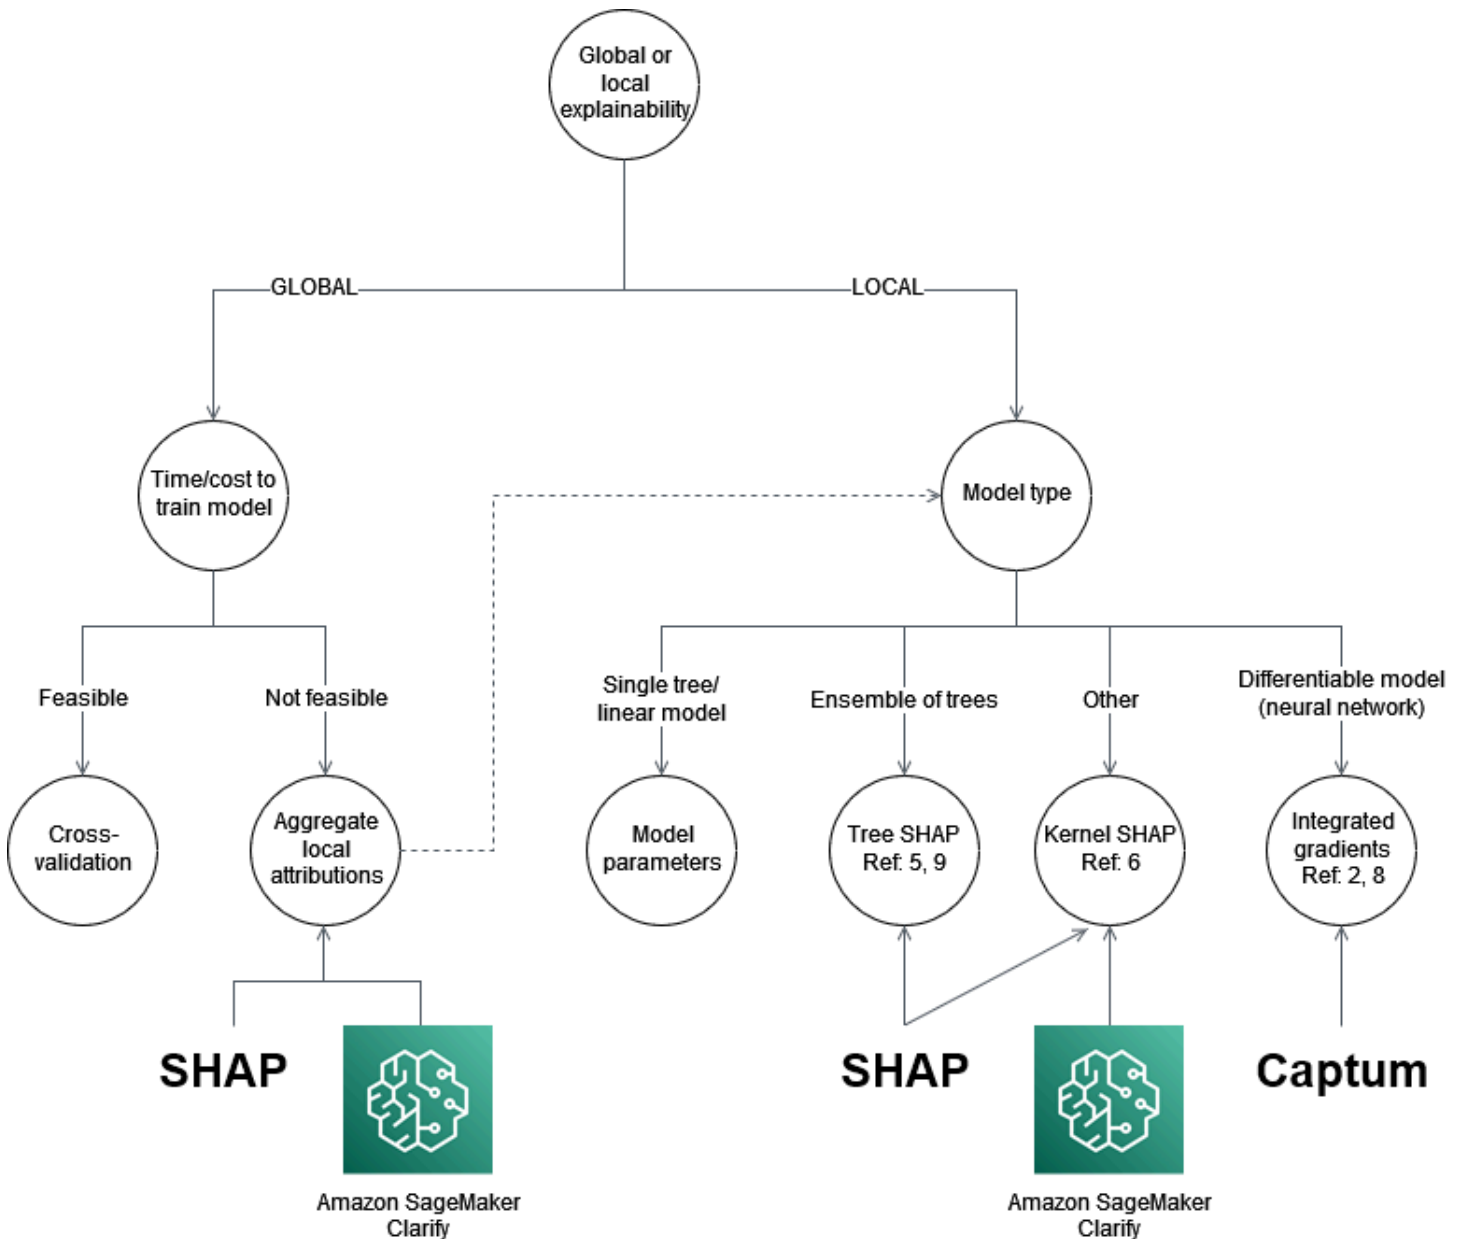 Global or
local
explainability
GLOBAL
LOCAL
Time/cost to
train model
Model type
Feasible
Not feasible
Single tree/
linear model
Ensemble of trees
Other
Differentiable model
(neural network)
Cross-
validation
Aggregate
local
attributions
Model
parameters
Tree SHAP
Ref: 5, 9
Kernel SHAP
Ref: 6
Integrated
gradients
Ref: 2, 8
SHAP
Amazon SageMaker
Clarify
SHAP
Amazon SageMaker
Clarify
Captum